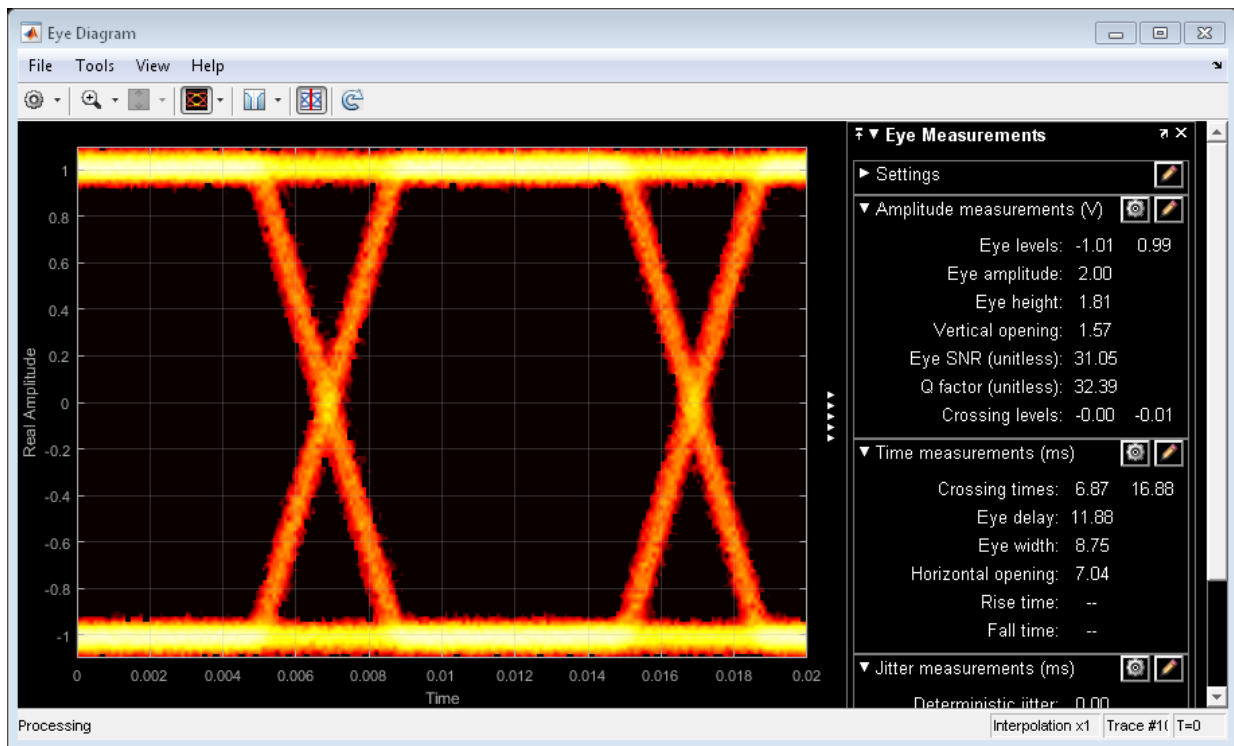 Eye Diagram
File Tools View Help
Eye Measurements
Settings
Amplitude measurements (V)
Eye levels: -1.01 0.99
Eye amplitude: 2.00
Eye height: 1.81
Vertical opening: 1.57
Eye SNR (unitless): 31.05
Q factor (unitless): 32.39
Crossing levels: -0.00 -0.01
Time measurements (ms)
Crossing times: 6.87 16.88
Eye delay: 11.88
Eye width: 8.75
Horizontal opening: 7.04
Rise time: --
Fall time: --
Jitter measurements (ms)
Deterministic jitter: 0.00
Real Amplitude
1
0.8
0.6
0.4
0.2
0
-0.2
-0.4
-0.6
-0.8
-1
0 0.002 0.004 0.006 0.008 0.01 0.012 0.014 0.016 0.018 0.02
Time
Processing
Interpolation x1 Trace #1( T=0